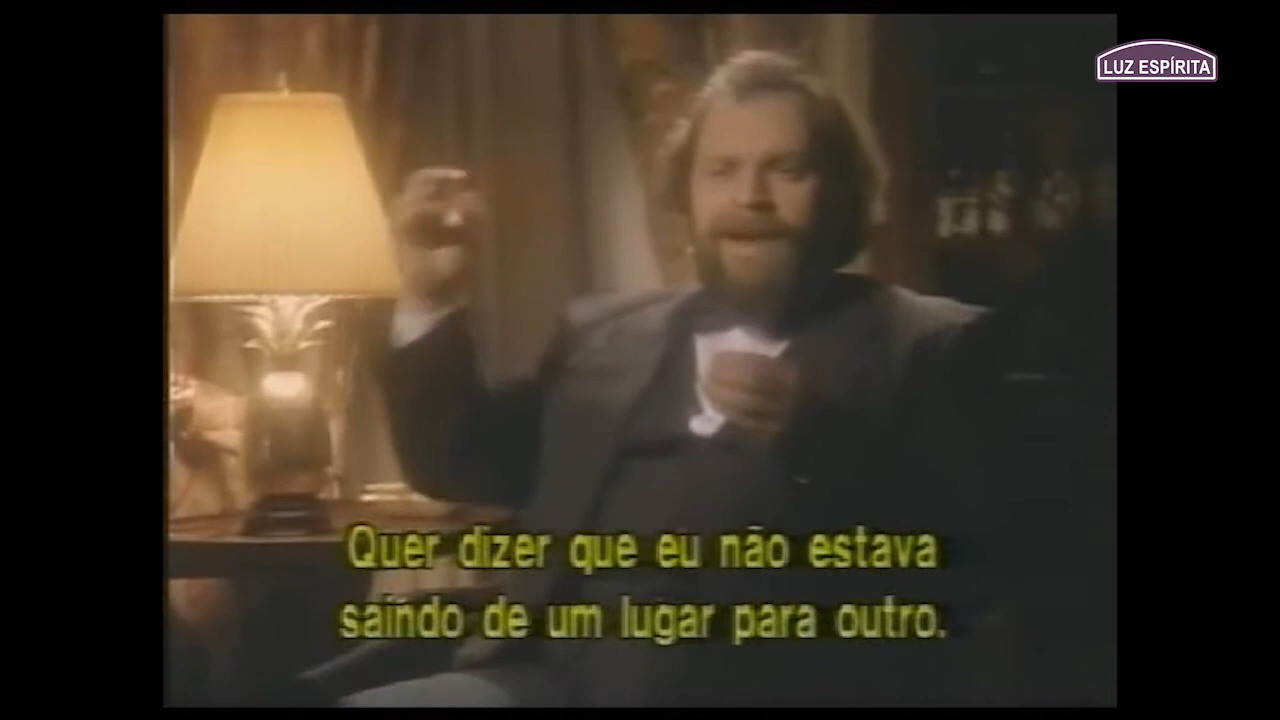 LUZ ESPÍRITA
Quer dizer que eu não estava
saindo de um lugar para outro.